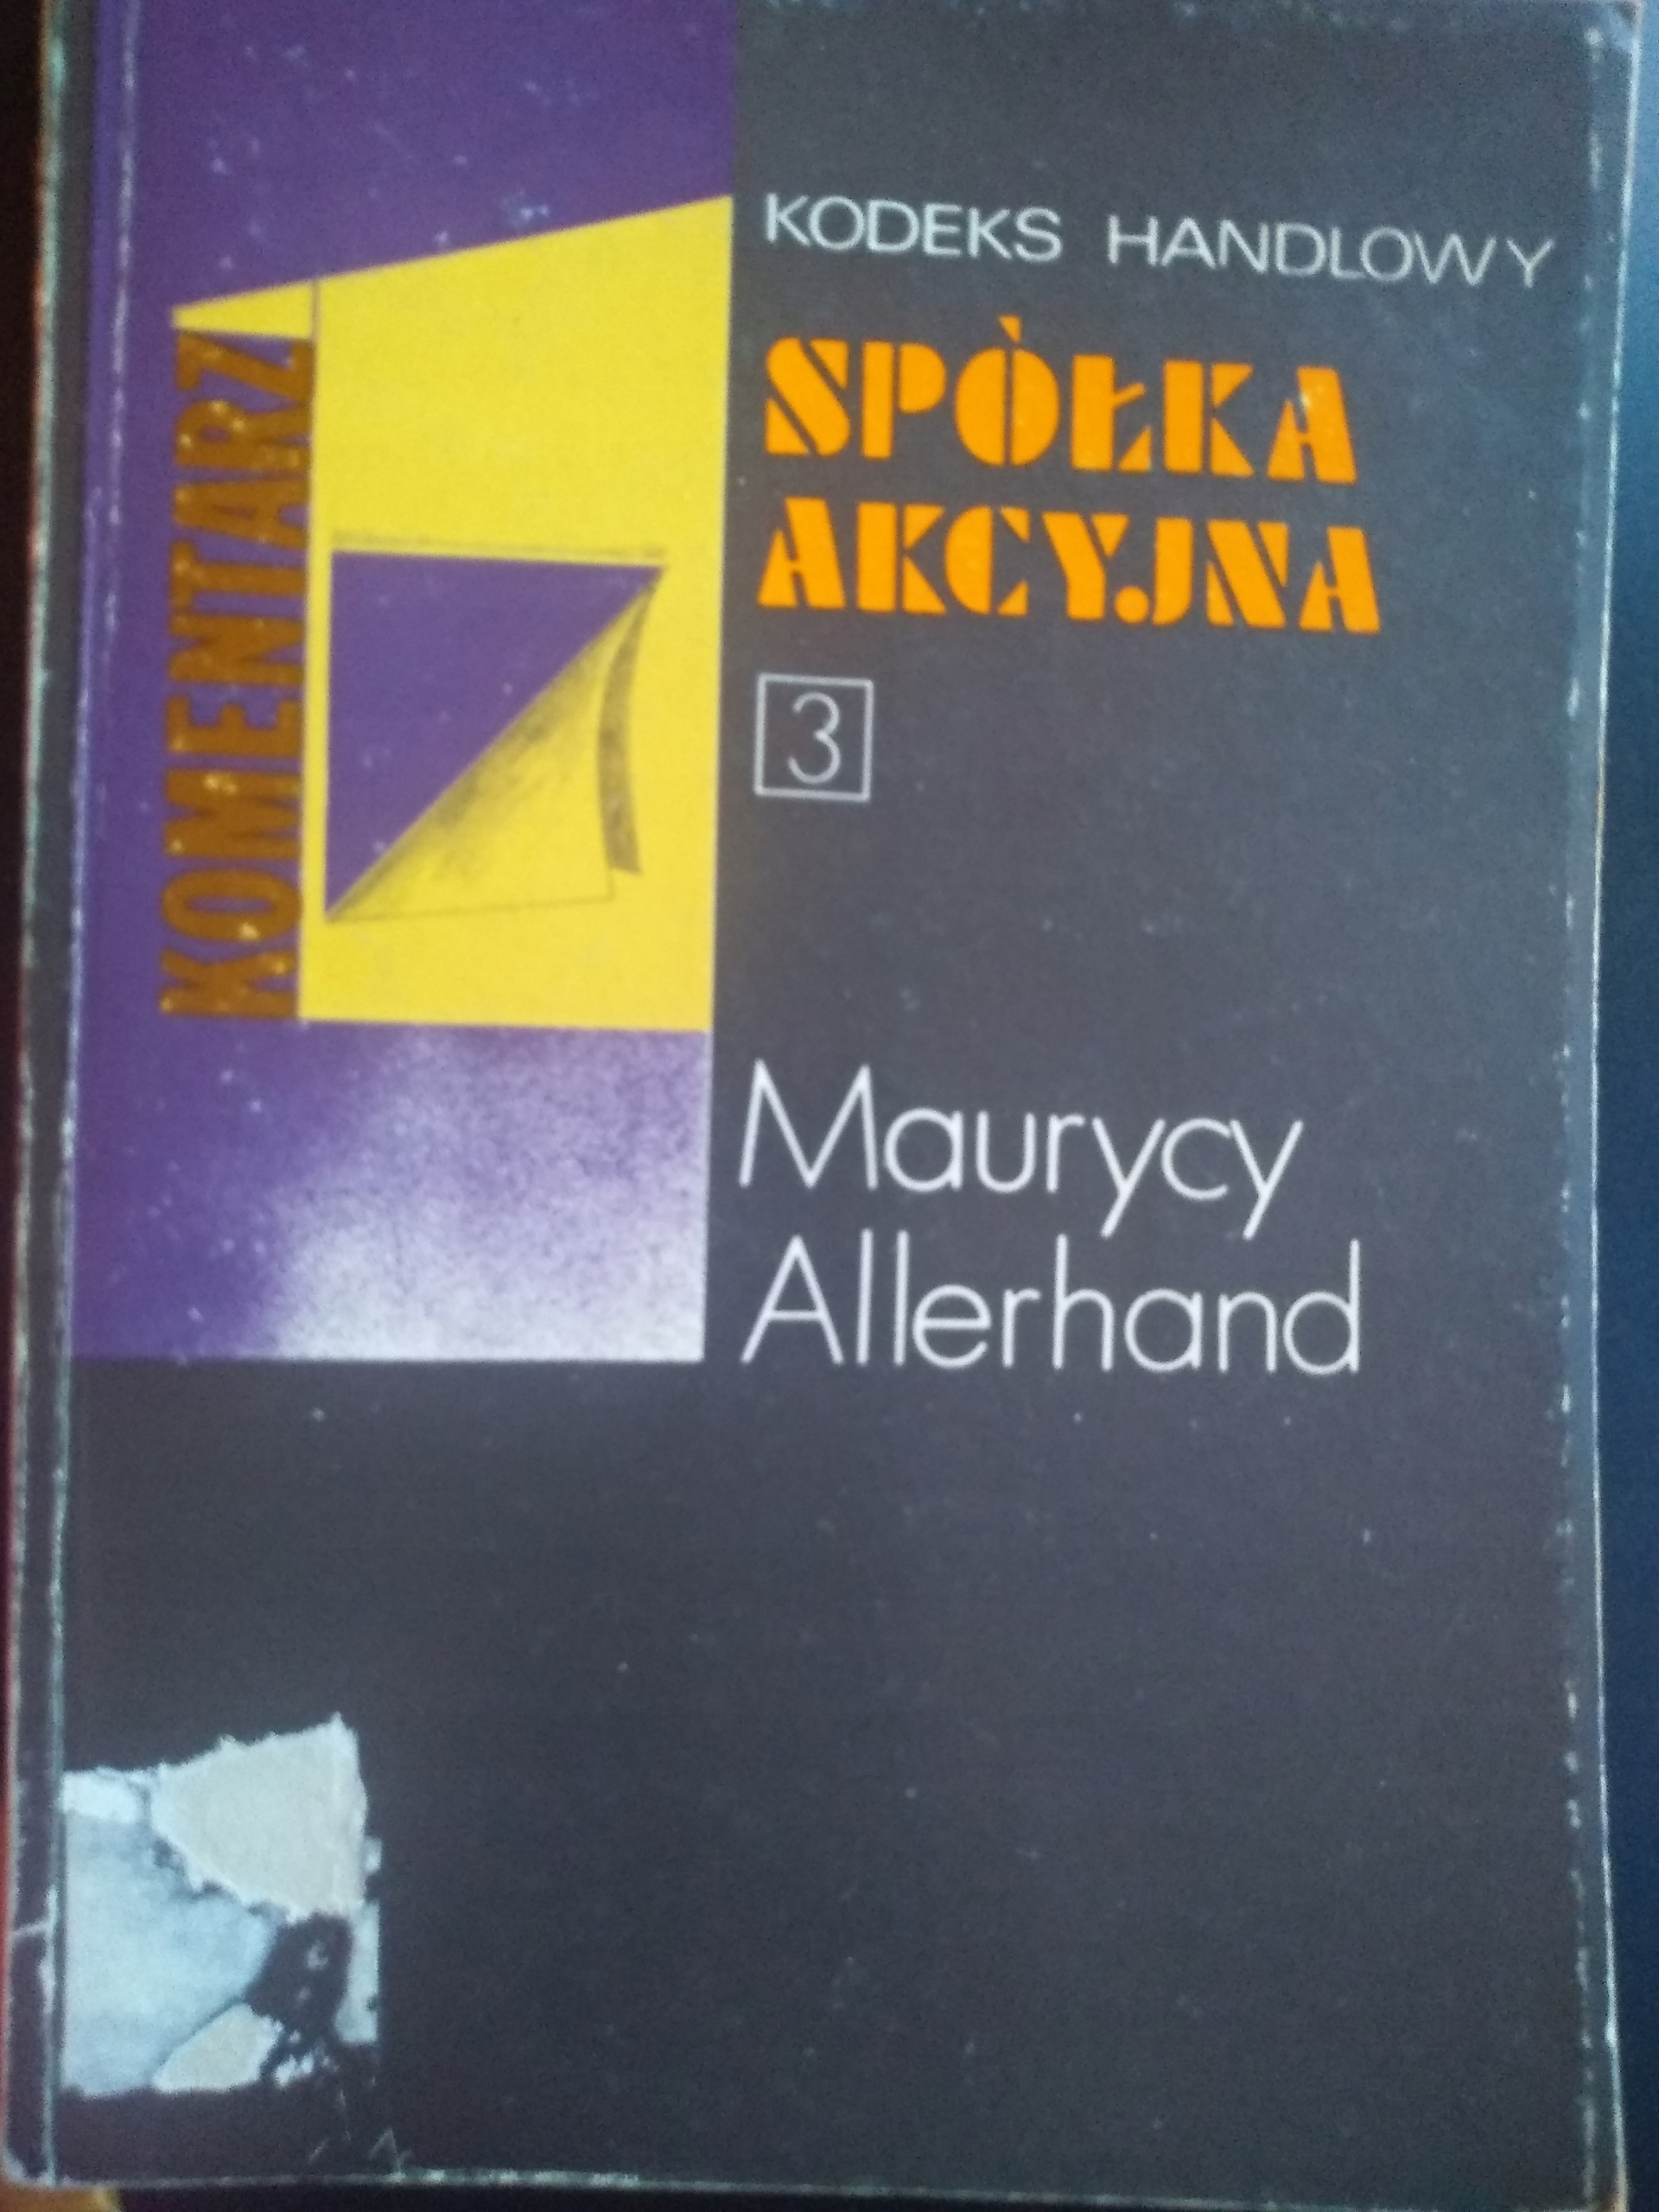 KODEKS HANDLOWY
SPÓŁKA
AKCYJNA
3
KOMENTARZ
Maurycy
Allerhand